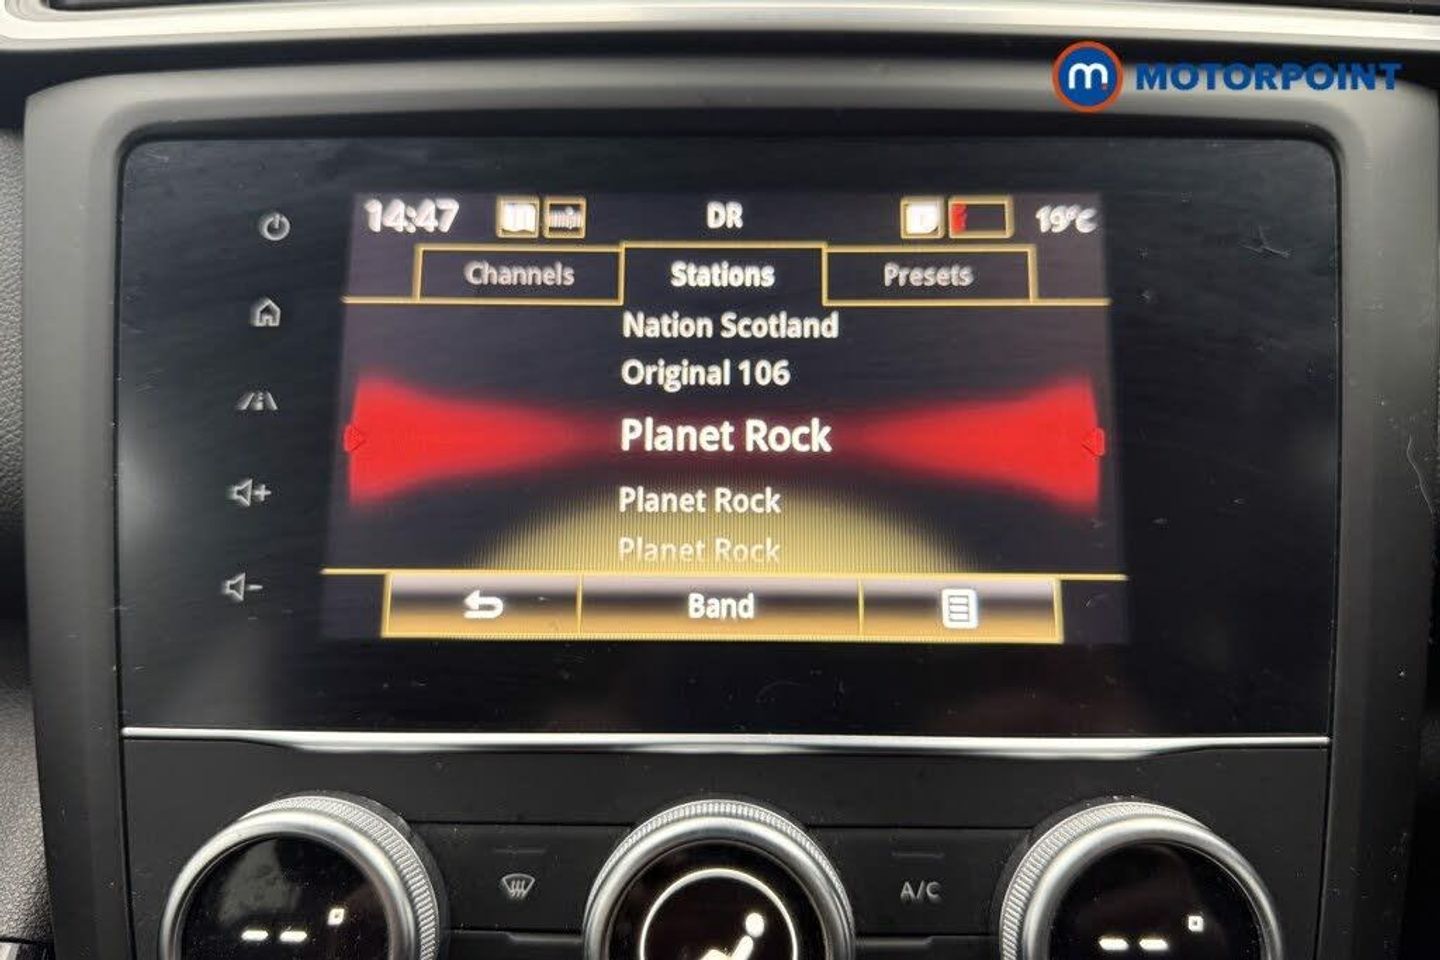 MOTORPOINT
14:47 DR 19°C
Channels Stations Presets
Nation Scotland
Original 106
Planet Rock
Planet Rock
Planet Rock
Band
A/C